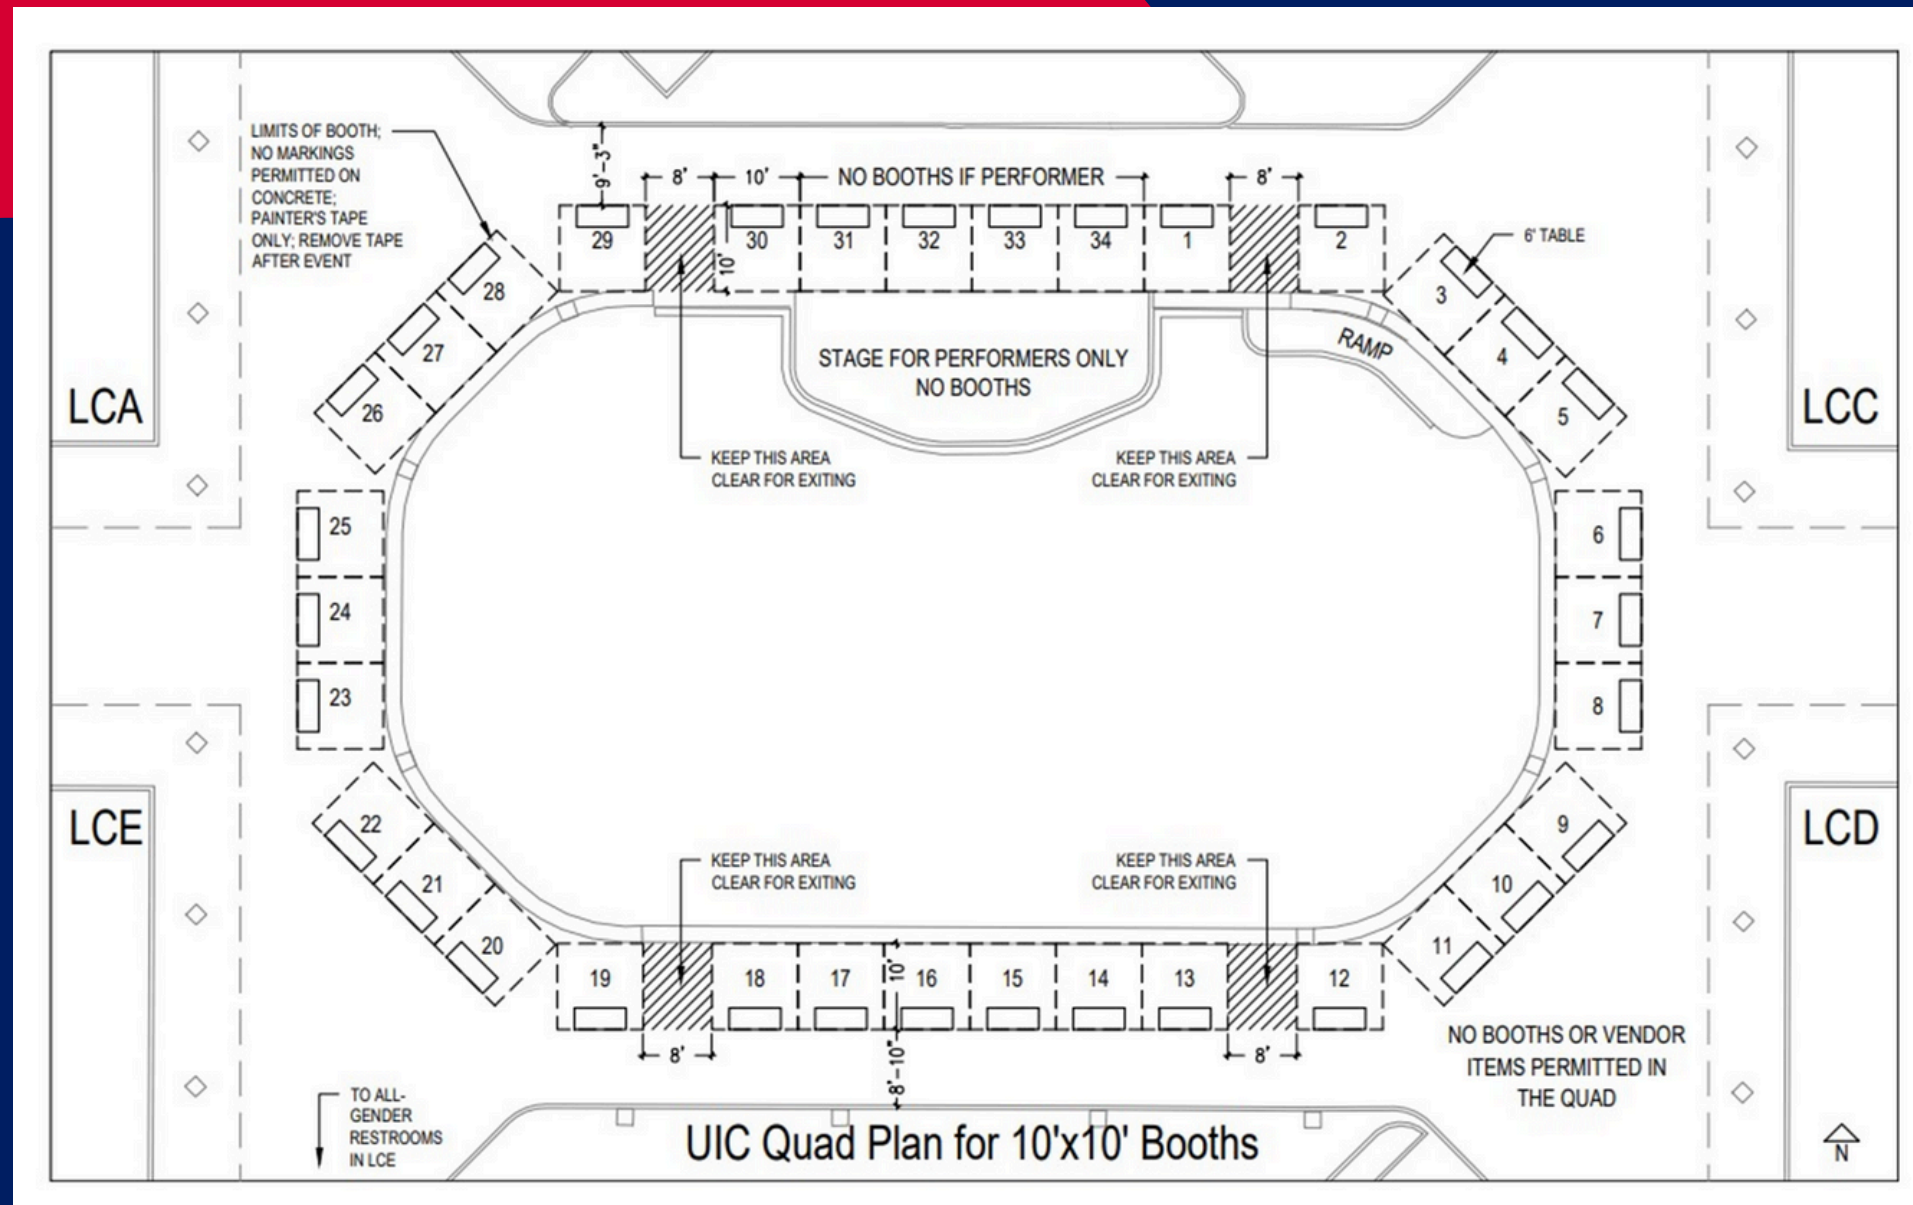 LIMITS OF BOOTH;
NO MARKINGS
PERMITTED ON
CONCRETE;
PAINTER'S TAPE
ONLY; REMOVE TAPE
AFTER EVENT
9'-3"
8'
10'
NO BOOTHS IF PERFORMER
8'
29
30
31
32
33
34
1
2
10'
6' TABLE
28
27
26
3
4
5
RAMP
STAGE FOR PERFORMERS ONLY
NO BOOTHS
LCA
LCC
KEEP THIS AREA
CLEAR FOR EXITING
KEEP THIS AREA
CLEAR FOR EXITING
25
24
23
6
7
8
LCE
LCD
22
21
20
9
10
11
KEEP THIS AREA
CLEAR FOR EXITING
KEEP THIS AREA
CLEAR FOR EXITING
19
18
17
10'
16
15
14
13
12
8'
8'-10"
8'
NO BOOTHS OR VENDOR
ITEMS PERMITTED IN
THE QUAD
TO ALL-
GENDER
RESTROOMS
IN LCE
UIC Quad Plan for 10'x10' Booths
N